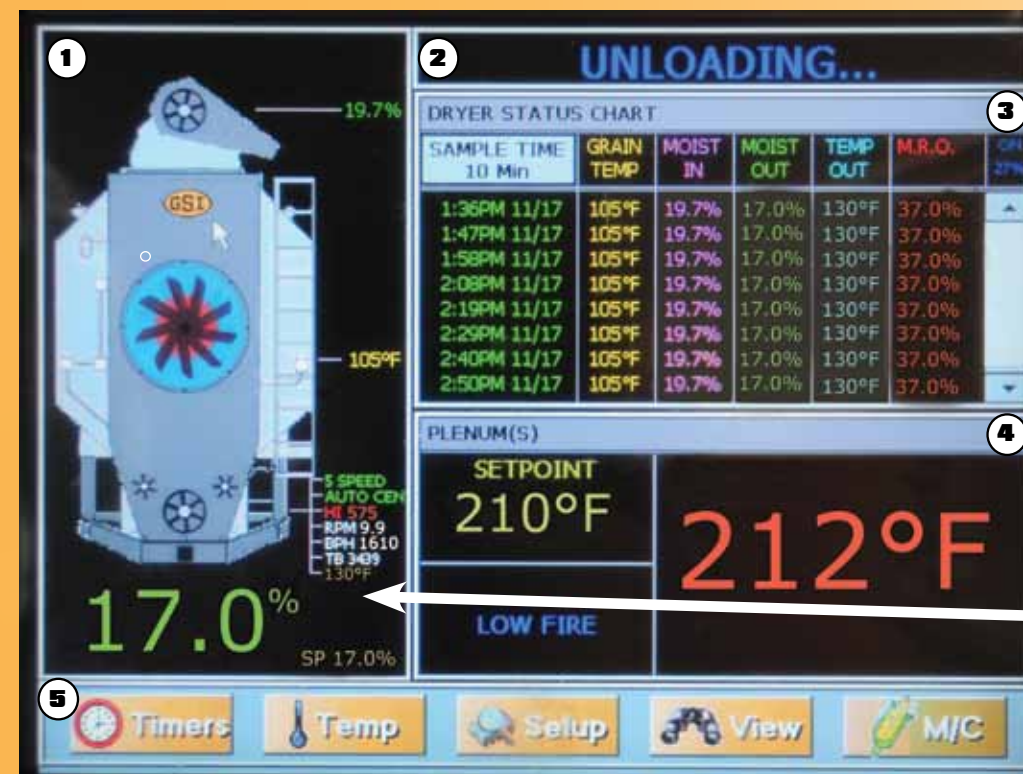 1
19.7%
GSI
105°F
5 SPEED
AUTO CEN
HI 575
RPM 9.9
BPH 1610
TB 3439
130°F
17.0%
SP 17.0%
2
UNLOADING...
DRYER STATUS CHART
3
SAMPLE TIME 10 Min GRAIN TEMP MOIST IN MOIST OUT TEMP OUT M.R.O. 27%
1:36PM 11/17 105°F 19.7% 17.0% 130°F 37.0%
1:47PM 11/17 105°F 19.7% 17.0% 130°F 37.0%
1:58PM 11/17 105°F 19.7% 17.0% 130°F 37.0%
2:08PM 11/17 105°F 19.7% 17.0% 130°F 37.0%
2:19PM 11/17 105°F 19.7% 17.0% 130°F 37.0%
2:29PM 11/17 105°F 19.7% 17.0% 130°F 37.0%
2:40PM 11/17 105°F 19.7% 17.0% 130°F 37.0%
2:50PM 11/17 105°F 19.7% 17.0% 130°F 37.0%
PLENUM(S)
4
SETPOINT
210°F
212°F
LOW FIRE
5
Timers Temp Setup View M/C